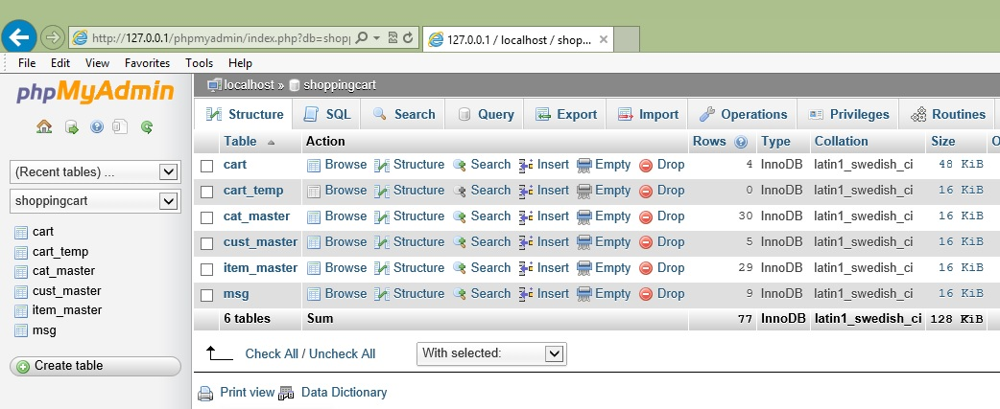 http://127.0.0.1/phpmyadmin/index.php?db=shopp
127.0.0.1 / localhost / shop...
File Edit View Favorites Tools Help
phpMyAdmin
localhost » shoppingcart
Structure SQL Search Query Export Import Operations Privileges Routines
(Recent tables) ...
shoppingcart
cart
cart_temp
cat_master
cust_master
item_master
msg
Create table
Table Action Rows Type Collation Size O
cart Browse Structure Search Insert Empty Drop 4 InnoDB latin1_swedish_ci 48 KiB
cart_temp Browse Structure Search Insert Empty Drop 0 InnoDB latin1_swedish_ci 16 KiB
cat_master Browse Structure Search Insert Empty Drop 30 InnoDB latin1_swedish_ci 16 KiB
cust_master Browse Structure Search Insert Empty Drop 5 InnoDB latin1_swedish_ci 16 KiB
item_master Browse Structure Search Insert Empty Drop 29 InnoDB latin1_swedish_ci 16 KiB
msg Browse Structure Search Insert Empty Drop 9 InnoDB latin1_swedish_ci 16 KiB
6 tables Sum 77 InnoDB latin1_swedish_ci 128 KiB
Check All / Uncheck All With selected:
Print view Data Dictionary